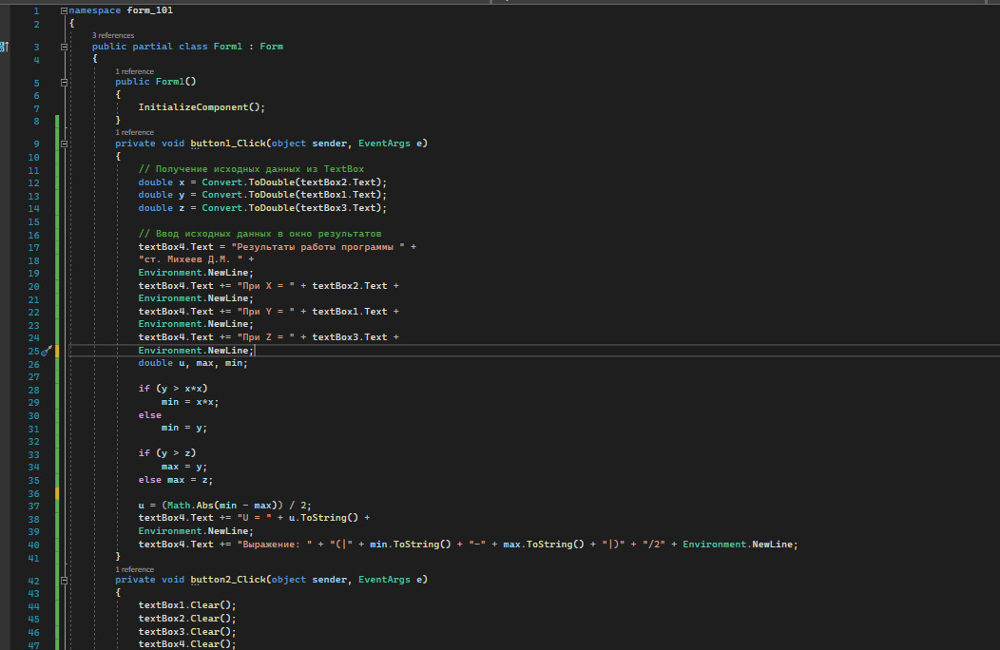 1 namespace form_101
2 {
3 references
3 public partial class Form1 : Form
4 {
1 reference
5 public Form1()
6 {
7 InitializeComponent();
8 }
1 reference
9 private void button1_Click(object sender, EventArgs e)
10 {
11 // Получение исходных данных из TextBox
12 double x = Convert.ToDouble(textBox2.Text);
13 double y = Convert.ToDouble(textBox1.Text);
14 double z = Convert.ToDouble(textBox3.Text);
15
16 // Ввод исходных данных в окно результатов
17 textBox4.Text = "Результаты работы программы " +
18 "ст. Михеев Д.М. " +
19 Environment.NewLine;
20 textBox4.Text += "При X = " + textBox2.Text +
21 Environment.NewLine;
22 textBox4.Text += "При Y = " + textBox1.Text +
23 Environment.NewLine;
24 textBox4.Text += "При Z = " + textBox3.Text +
25 Environment.NewLine;
26 double u, max, min;
27
28 if (y > x*x)
29 min = x*x;
30 else
31 min = y;
32
33 if (y > z)
34 max = y;
35 else max = z;
36
37 u = (Math.Abs(min - max)) / 2;
38 textBox4.Text += "U = " + u.ToString() +
39 Environment.NewLine;
40 textBox4.Text += "Выражение: " + "(|" + min.ToString() + "-" + max.ToString() + "|)" + "/2" + Environment.NewLine;
41 }
1 reference
42 private void button2_Click(object sender, EventArgs e)
43 {
44 textBox1.Clear();
45 textBox2.Clear();
46 textBox3.Clear();
47 textBox4.Clear();